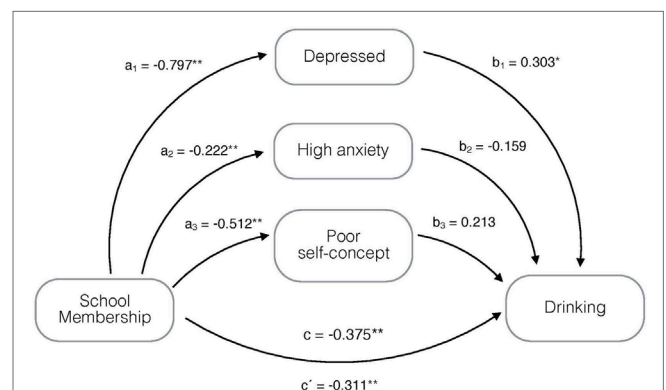 Depressed
a₁ = -0.797**
b₁ = 0.303*
High anxiety
a₂ = -0.222**
b₂ = -0.159
a₃ = -0.512**
Poor
self-concept
b₃ = 0.213
School
Membership
Drinking
c = -0.375**
c´ = -0.311**